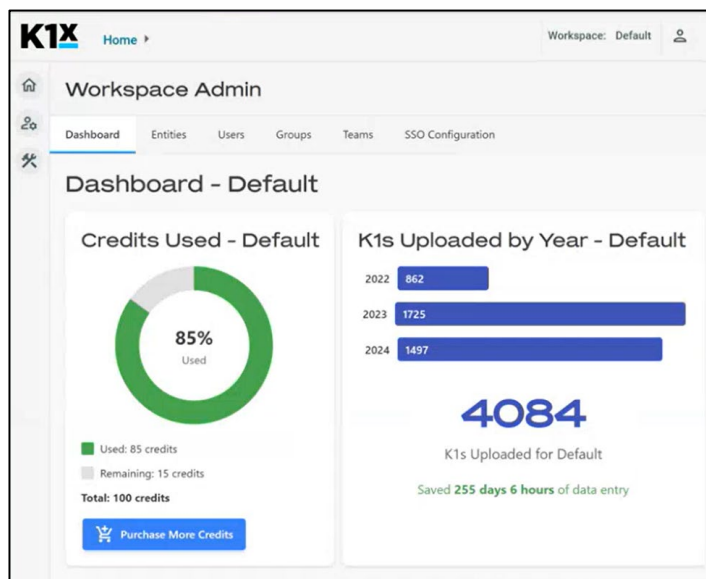 K1X Home Workspace: Default
Workspace Admin
Dashboard Entities Users Groups Teams SSO Configuration
Dashboard - Default
Credits Used - Default
85%
Used
Used: 85 credits
Remaining: 15 credits
Total: 100 credits
Purchase More Credits
K1s Uploaded by Year - Default
2022 862
2023 1725
2024 1497
4084
K1s Uploaded for Default
Saved 255 days 6 hours of data entry